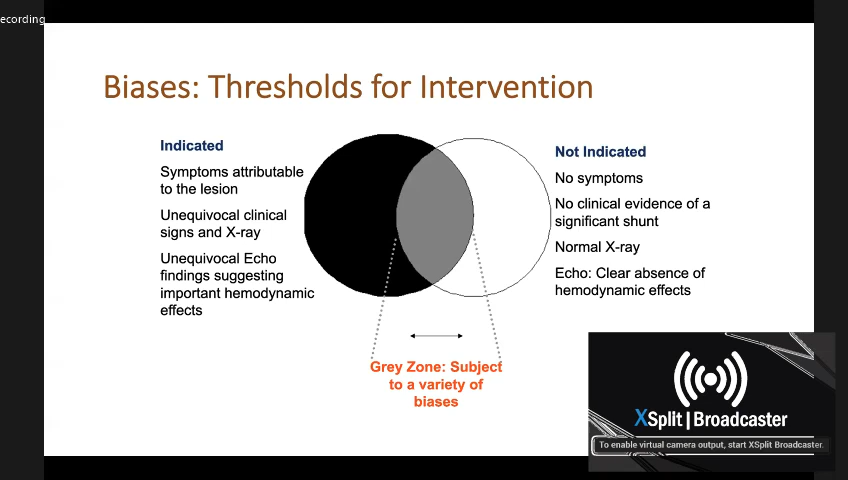 ecording
Biases: Thresholds for Intervention
Indicated
Symptoms attributable
to the lesion
Unequivocal clinical
signs and X-ray
Unequivocal Echo
findings suggesting
important hemodynamic
effects
Not Indicated
No symptoms
No clinical evidence of a
significant shunt
Normal X-ray
Echo: Clear absence of
hemodynamic effects
Grey Zone: Subject
to a variety of
biases
XSplit | Broadcaster
To enable virtual camera output, start XSplit Broadcaster.